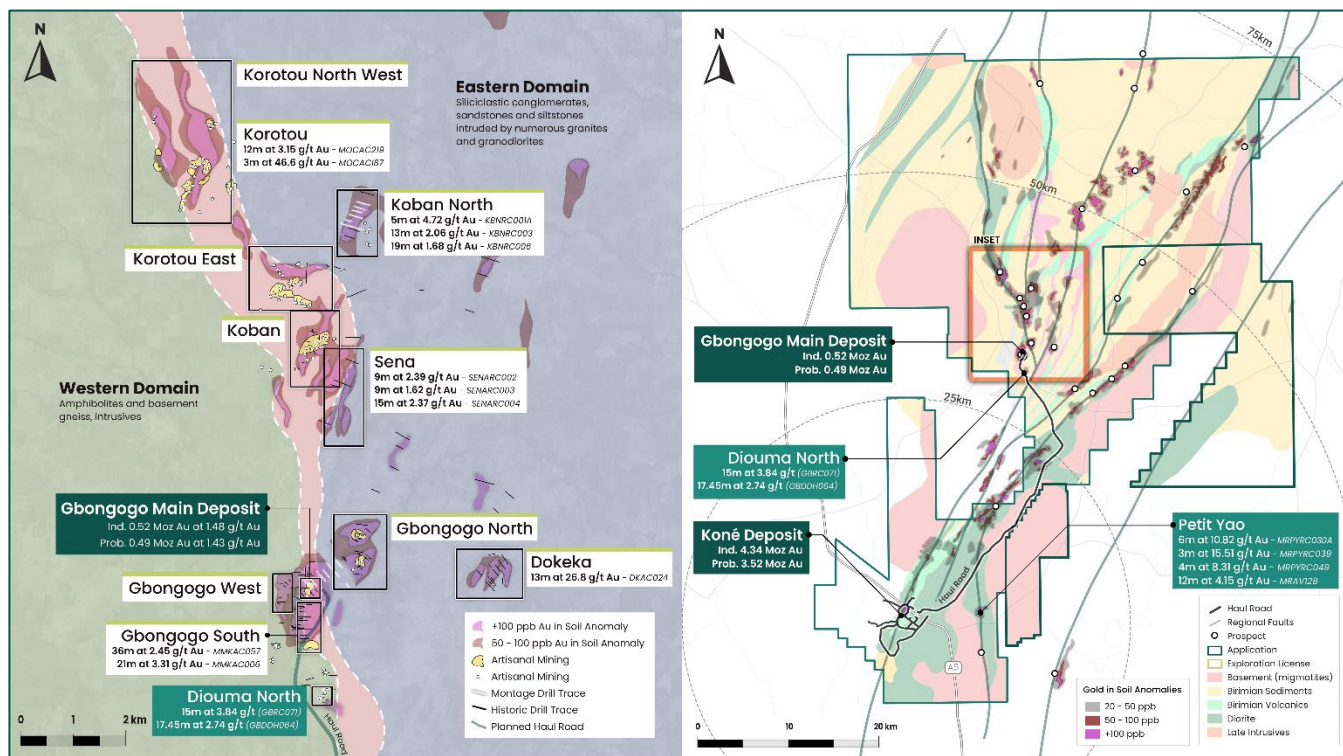 N
Korotou North West
Korotou
12m at 3.15 g/t Au - MOCAC219
3m at 46.6 g/t Au - MOCAC187
Eastern Domain
Siliciclastic conglomerates,
sandstones and siltstones
intruded by numerous granites
and granodiorites
Koban North
5m at 4.72 g/t Au - KBNRC001A
13m at 2.06 g/t Au - KBNRC003
19m at 1.68 g/t Au - KBNRC006
Korotou East
Koban
Sena
9m at 2.39 g/t Au - SENARC002
9m at 1.62 g/t Au - SENARC003
15m at 2.37 g/t Au - SENARC004
Western Domain
Amphibolites and basement
gneiss, intrusives
Gbongogo Main Deposit
Ind. 0.52 Moz Au at 1.48 g/t Au
Prob. 0.49 Moz Au at 1.43 g/t Au
Gbongogo North
Dokeka
13m at 26.8 g/t Au - DKAC024
Gbongogo West
Gbongogo South
36m at 2.45 g/t Au - MMKAC057
21m at 3.31 g/t Au - MMKAC006
Diouma North
15m at 3.84 g/t (GBRC071)
17.45m at 2.74 g/t (GBDDH064)
Haul Road
+100 ppb Au in Soil Anomaly
50 - 100 ppb Au in Soil Anomaly
Artisanal Mining
Artisanal Mining
Montage Drill Trace
Historic Drill Trace
Planned Haul Road
0 1 2 km
N
75km
50km
INSET
25km
Gbongogo Main Deposit
Ind. 0.52 Moz Au
Prob. 0.49 Moz Au
Diouma North
15m at 3.84 g/t (GBRC071)
17.45m at 2.74 g/t (GBDDH064)
Koné Deposit
Ind. 4.34 Moz Au
Prob. 3.52 Moz Au
Haul Road
A5
Petit Yao
6m at 10.82 g/t Au - MRPYRC030A
3m at 15.51 g/t Au - MRPYRC039
4m at 8.31 g/t Au - MRPYRC049
12m at 4.15 g/t Au - MRAV128
Gold in Soil Anomalies
20 - 50 ppb
50 - 100 ppb
+100 ppb
Haul Road
Regional Faults
Prospect
Application
Exploration License
Basement (migmatites)
Birimian Sediments
Birimian Volcanics
Diorite
Late Intrusives
0 10 20 km